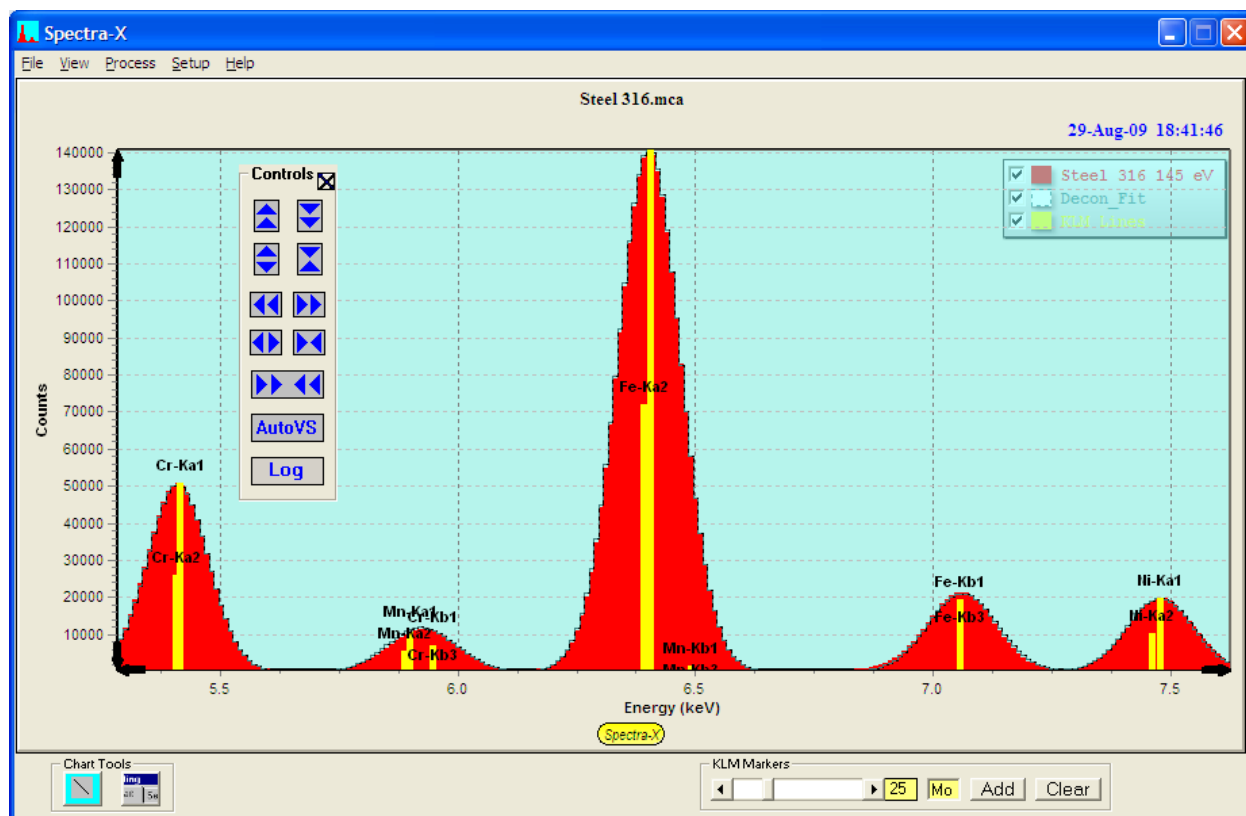 Spectra-X
File View Process Setup Help
Steel 316.mca
29-Aug-09 18:41:46
Controls
AutoVS
Log
Steel 316 145 eV
Decon_Fit
KLM Lines
Counts
140000
130000
120000
110000
100000
90000
80000
70000
60000
50000
40000
30000
20000
10000
Cr-Ka1
Cr-Ka2
Mn-Ka1
Cr-Kb1
Mn-Ka2
Cr-Kb3
Fe-Ka2
Mn-Kb1
Mn-Kb3
Fe-Kb1
Fe-Kb3
Ni-Ka1
Ni-Ka2
5.5 6.0 6.5 7.0 7.5
Energy (keV)
Spectra-X
Chart Tools
KLM Markers
25 Mo Add Clear